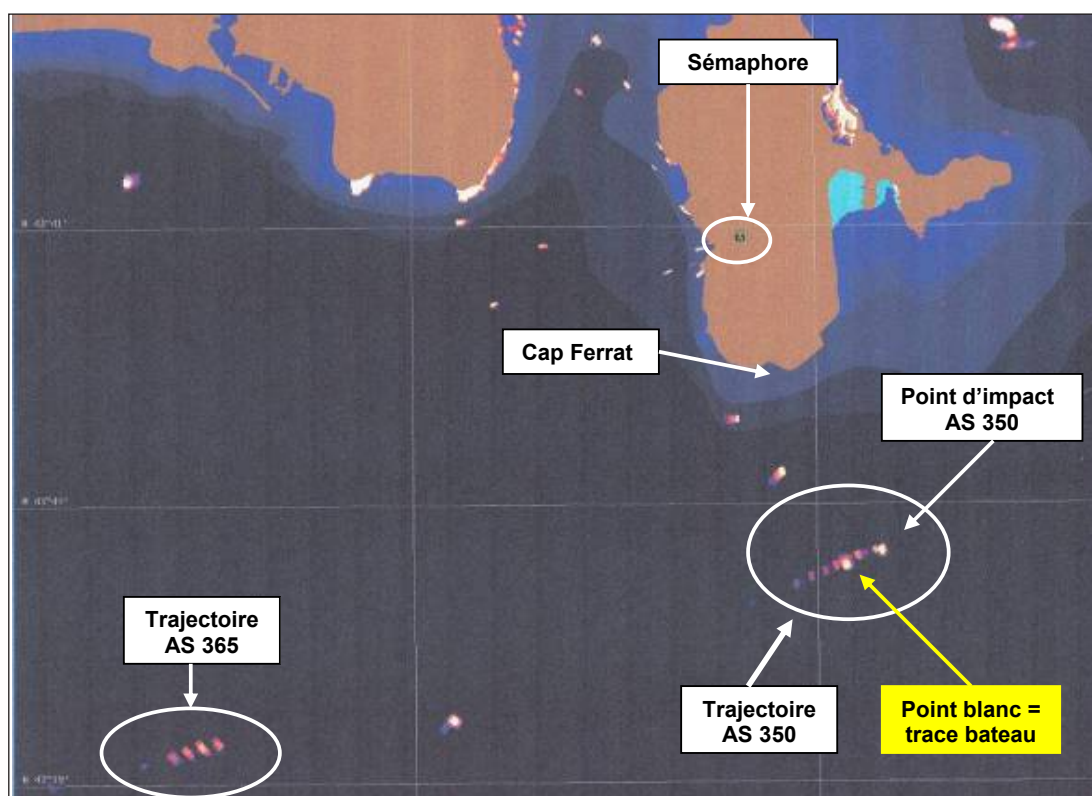 Sémaphore
Cap Ferrat
Point d’impact
AS 350
Trajectoire
AS 365
Trajectoire
AS 350
Point blanc =
trace bateau